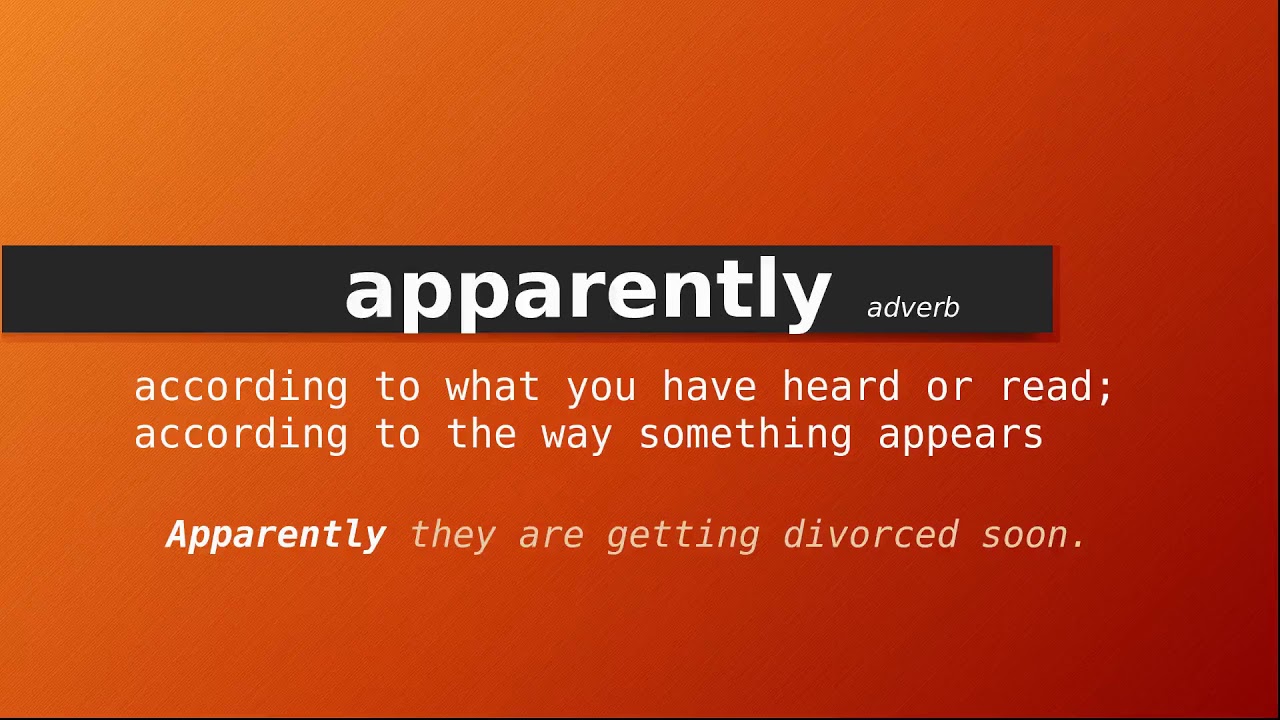 apparently adverb
according to what you have heard or read;
according to the way something appears
Apparently they are getting divorced soon.